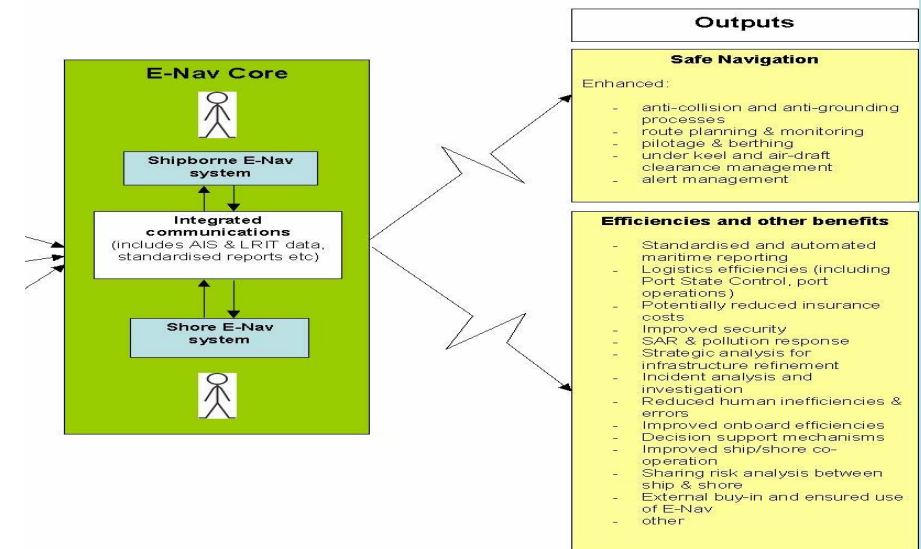 E-Nav Core
Shipborne E-Nav
system
Integrated
communications
(includes AIS & LRIT data,
standardised reports etc)
Shore E-Nav
system
Outputs
Safe Navigation
Enhanced:
- anti-collision and anti-grounding
processes
- route planning & monitoring
- pilotage & berthing
- under keel and air-draft
clearance management
- alert management
Efficiencies and other benefits
- Standardised and automated
maritime reporting
- Logistics efficiencies (including
Port State Control, port
operations)
- Potentially reduced insurance
costs
- Improved security
- SAR & pollution response
- Strategic analysis for
infrastructure refinement
- Incident analysis and
investigation
- Reduced human inefficiencies &
errors
- Improved onboard efficiencies
- Decision support mechanisms
- Improved ship/shore co-
operation
- Sharing risk analysis between
ship & shore
- External buy-in and ensured use
of E-Nav
- other